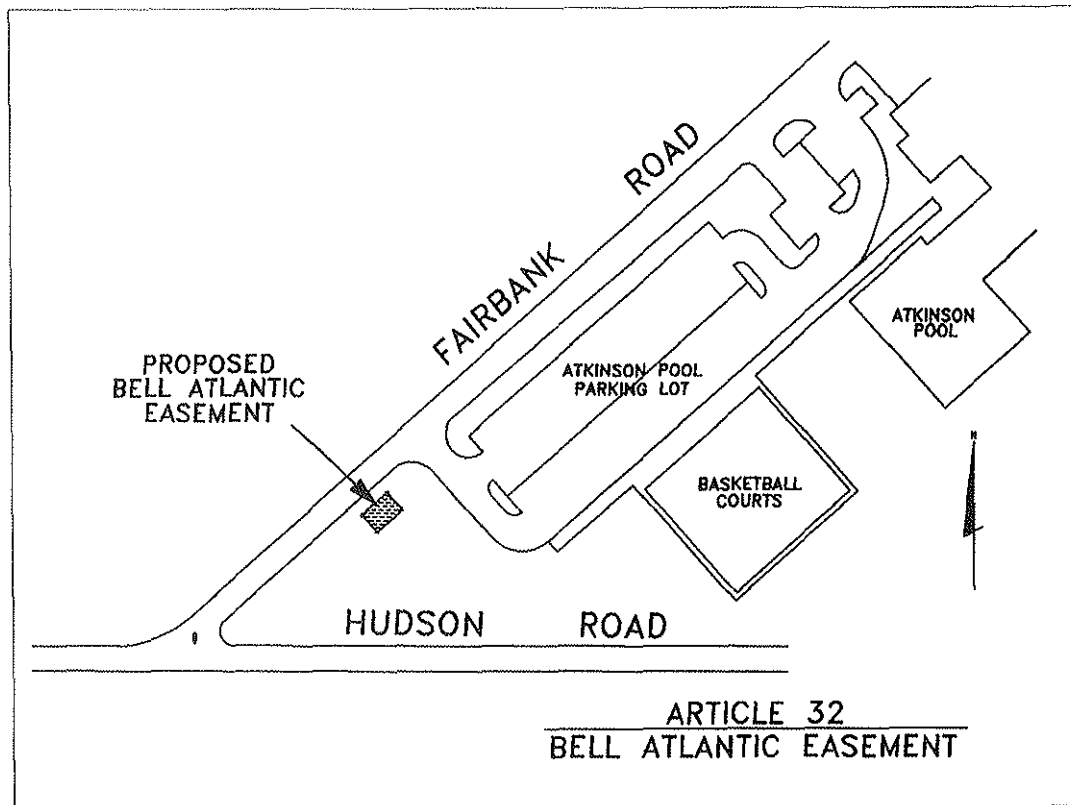 FAIRBANK ROAD
PROPOSED
BELL ATLANTIC
EASEMENT
ATKINSON POOL
PARKING LOT
ATKINSON
POOL
BASKETBALL
COURTS
N
HUDSON ROAD
ARTICLE 32
BELL ATLANTIC EASEMENT